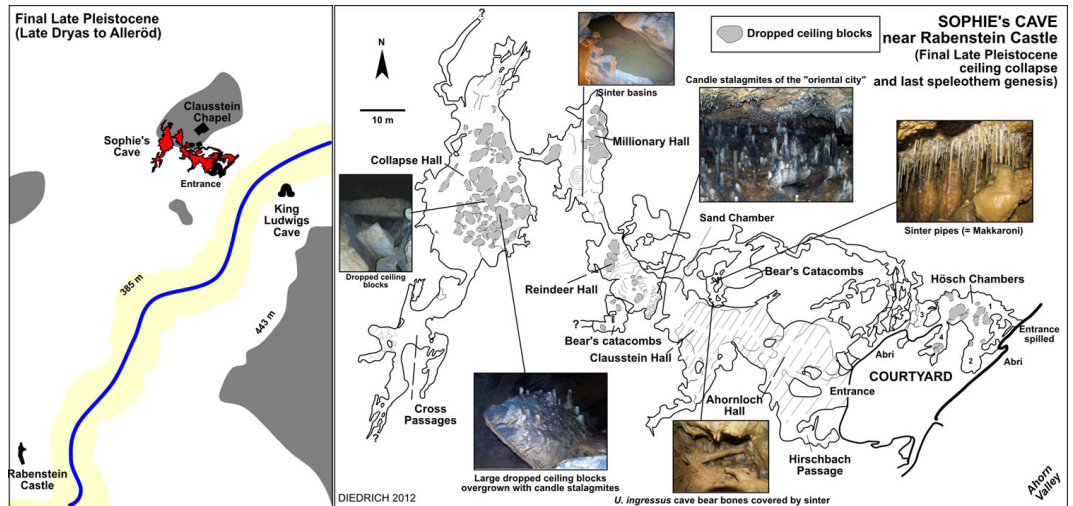 Final Late Pleistocene
(Late Dryas to Alleröd)
Clausstein
Chapel
Sophie's
Cave
Entrance
King
Ludwigs
Cave
385 m
443 m
Rabenstein
Castle
SOPHIE's CAVE
near Rabenstein Castle
(Final Late Pleistocene
ceiling collapse
and last speleothem genesis)
Dropped ceiling blocks
?
N
10 m
Sinter basins
Candle stalagmites of the "oriental city"
Sinter pipes (= Makkaroni)
Millionary Hall
Collapse Hall
Dropped ceiling
blocks
Sand Chamber
Reindeer Hall
Bear's Catacombs
Hösch Chambers
1
3
4
2
Entrance
spilled
Abri
Abri
?
Bear's catacombs
Clausstein Hall
COURTYARD
Entrance
Ahornloch
Hall
Cross
Passages
?
Hirschbach
Passage
Large dropped ceiling blocks
overgrown with candle stalagmites
U. ingressus cave bear bones covered by sinter
DIEDRICH 2012
Ahorn
Valley